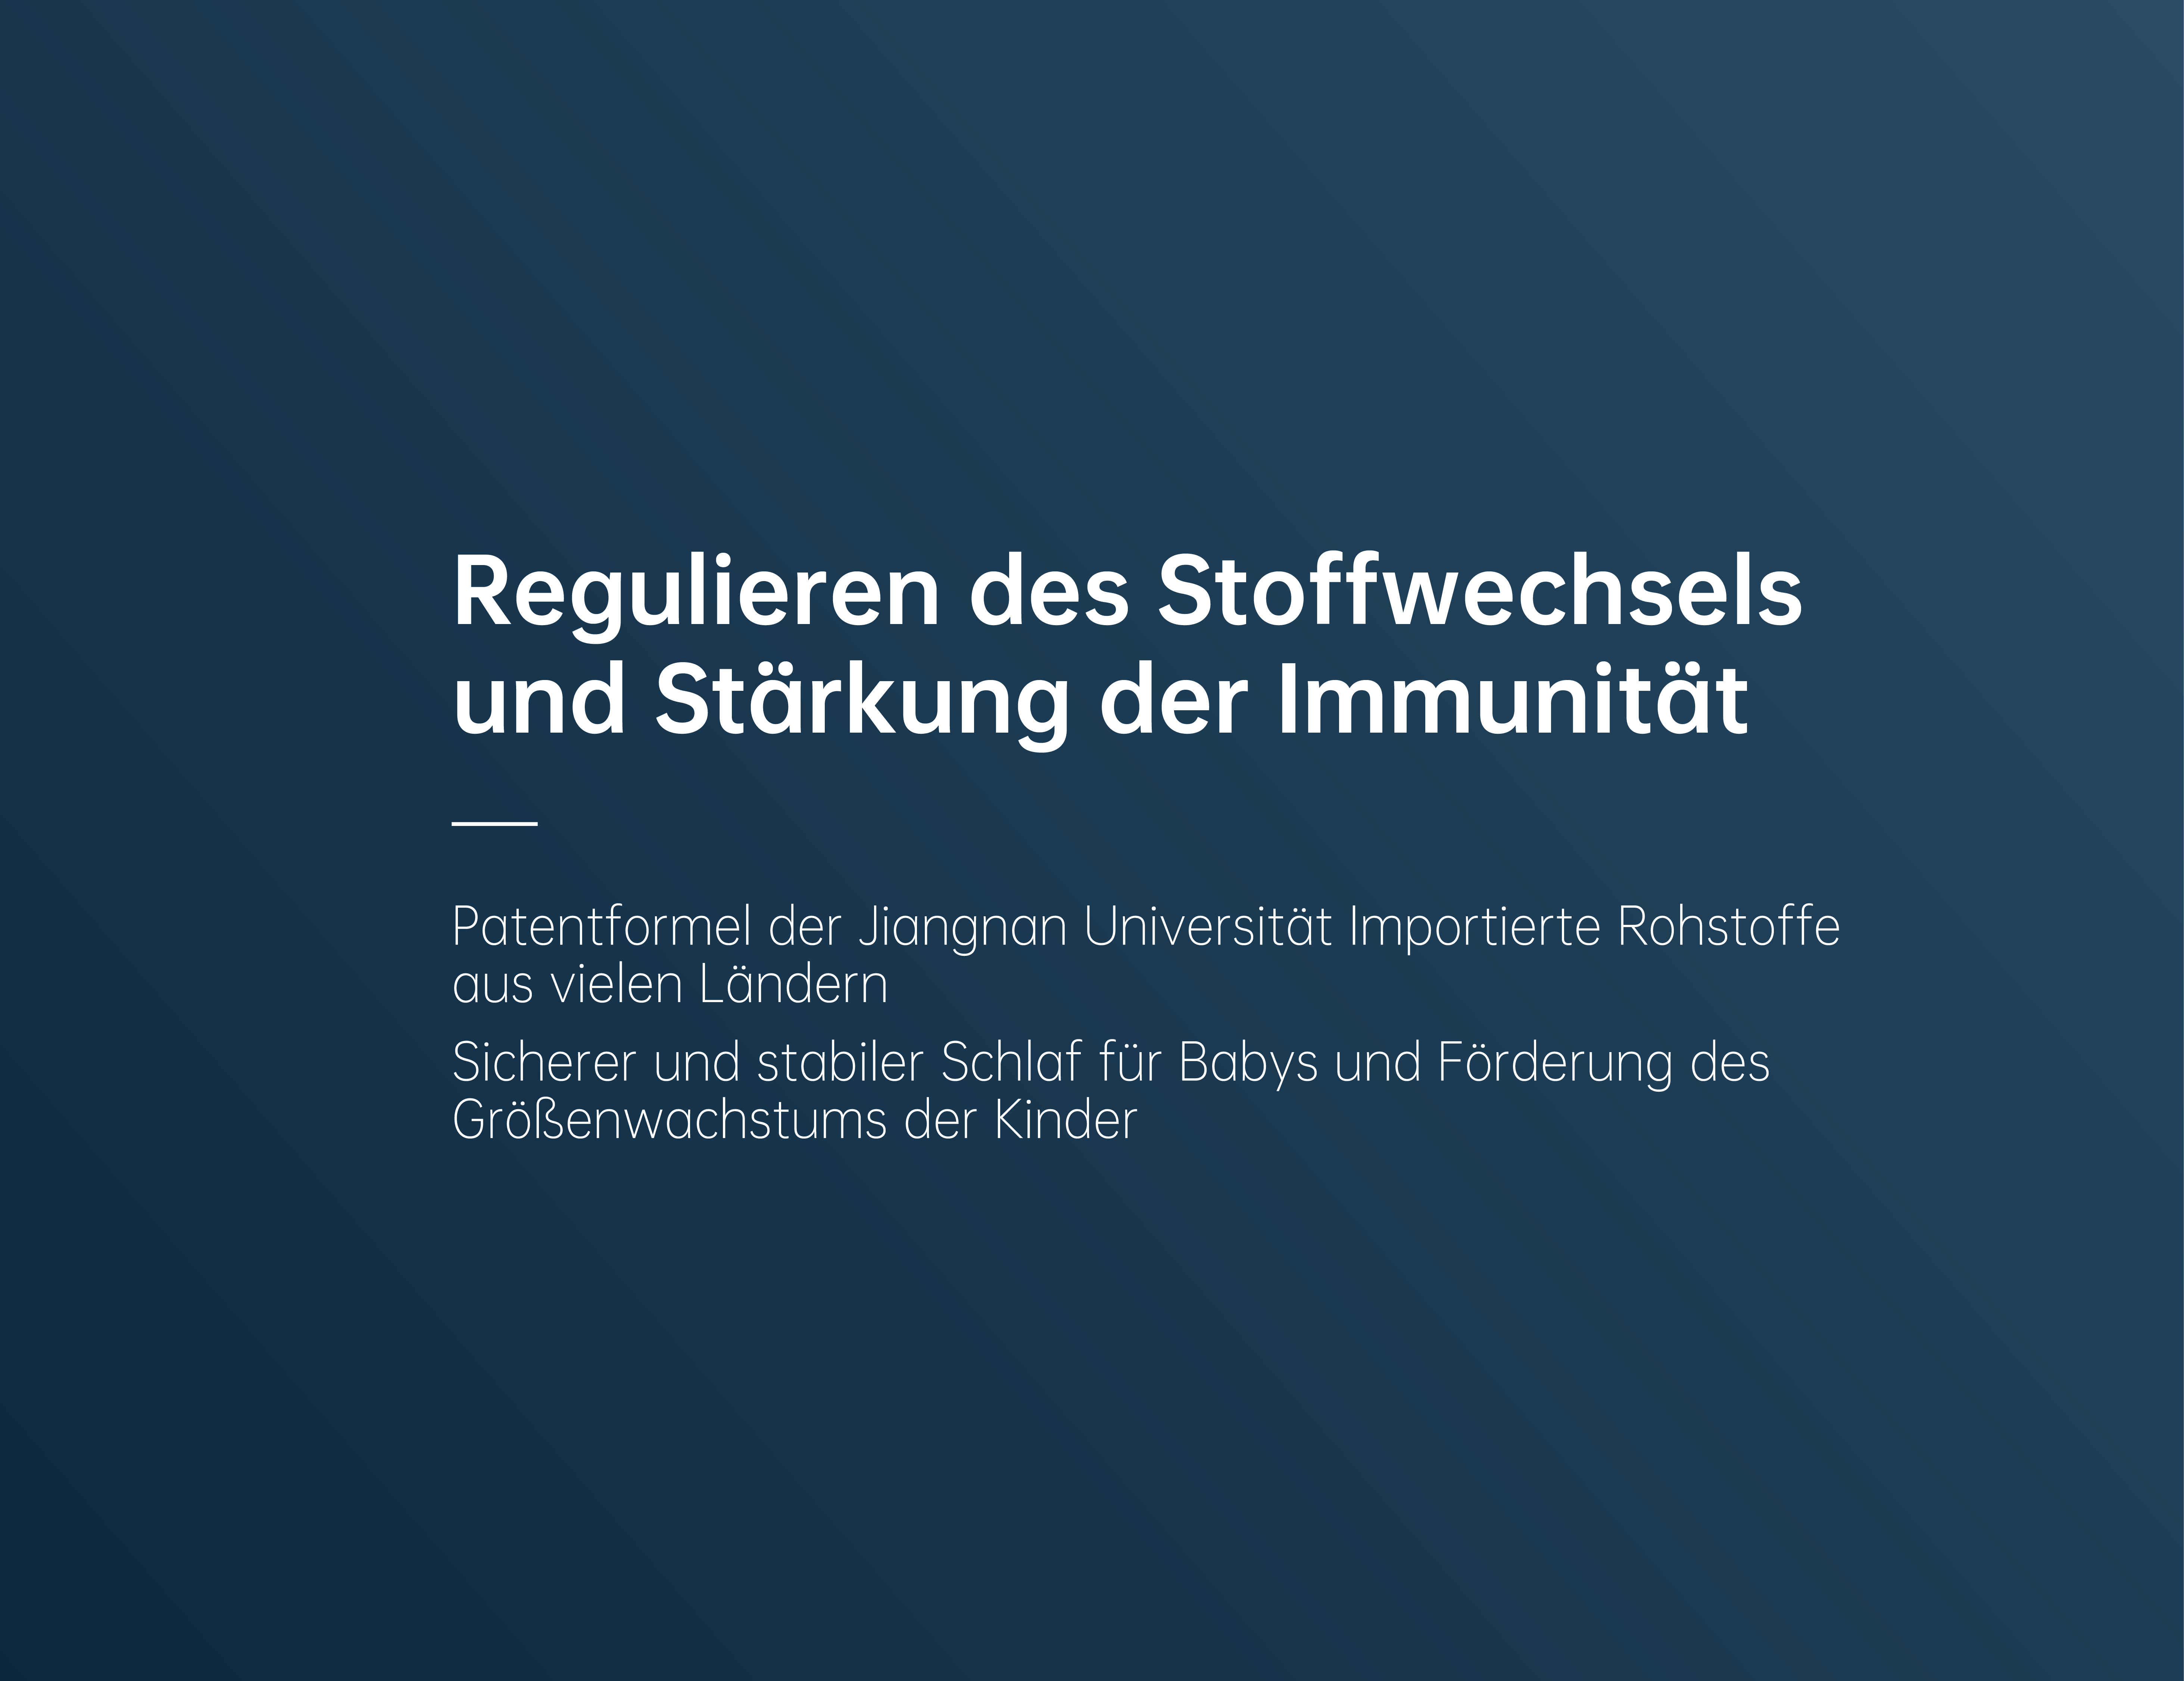 Regulieren des Stoffwechsels
und Stärkung der Immunität
Patentformel der Jiangnan Universität Importierte Rohstoffe
aus vielen Ländern
Sicherer und stabiler Schlaf für Babys und Förderung des
Größenwachstums der Kinder